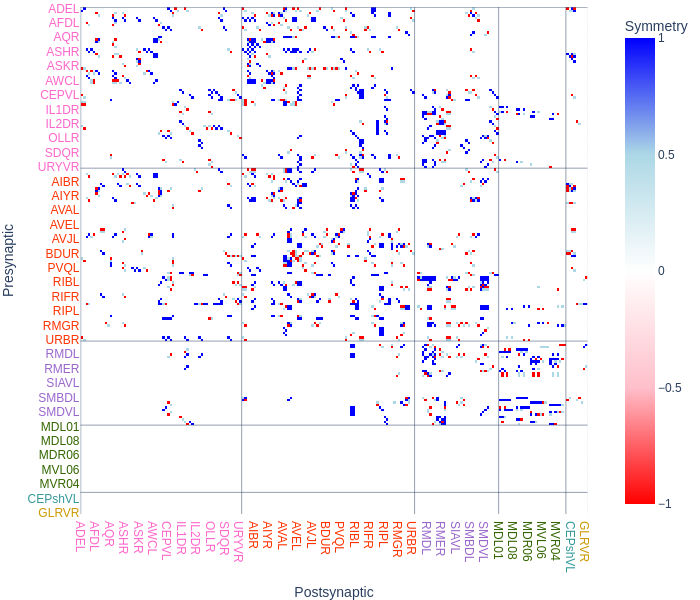 Symmetry
1
0.5
0
−0.5
−1
Presynaptic
ADEL
AFDL
AQR
ASHR
ASKR
AWCL
CEPVL
IL1DR
IL2DR
OLLR
SDQR
URYVR
AIBR
AIYR
AVAL
AVEL
AVJL
BDUR
PVQL
RIBL
RIFR
RIPL
RMGR
URBR
RMDL
RMER
SIAVL
SMBDL
SMDVL
MDL01
MDL08
MDR06
MVL06
MVR04
CEPshVL
GLRVR
ADEL
AFDL
AQR
ASHR
ASKR
AWCL
CEPVL
IL1DR
IL2DR
OLLR
SDQR
URYVR
AIBR
AIYR
AVAL
AVEL
AVJL
BDUR
PVQL
RIBL
RIFR
RIPL
RMGR
URBR
RMDL
RMER
SIAVL
SMBDL
SMDVL
MDL01
MDL08
MDR06
MVL06
MVR04
CEPshVL
GLRVR
Postsynaptic